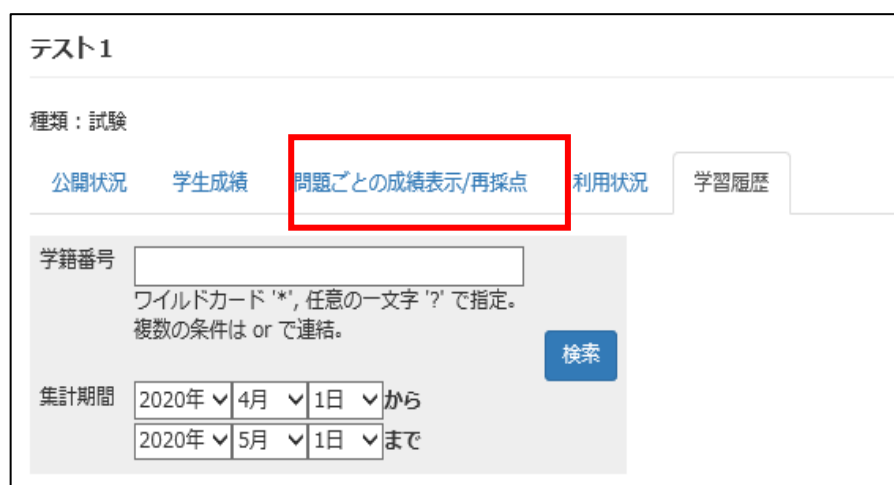 テスト1
種類：試験
公開状況 学生成績 問題ごとの成績表示/再採点 利用状況 学習履歴
学籍番号
ワイルドカード '*', 任意の一文字 '?' で指定。
複数の条件は or で連結。
検索
集計期間 2020年 4月 1日 から
2020年 5月 1日 まで